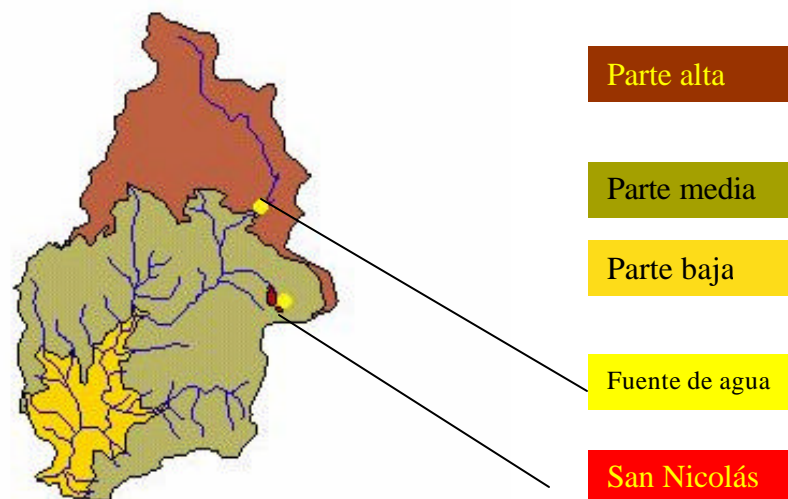 Parte alta
Parte media
Parte baja
Fuente de agua
San Nicolás